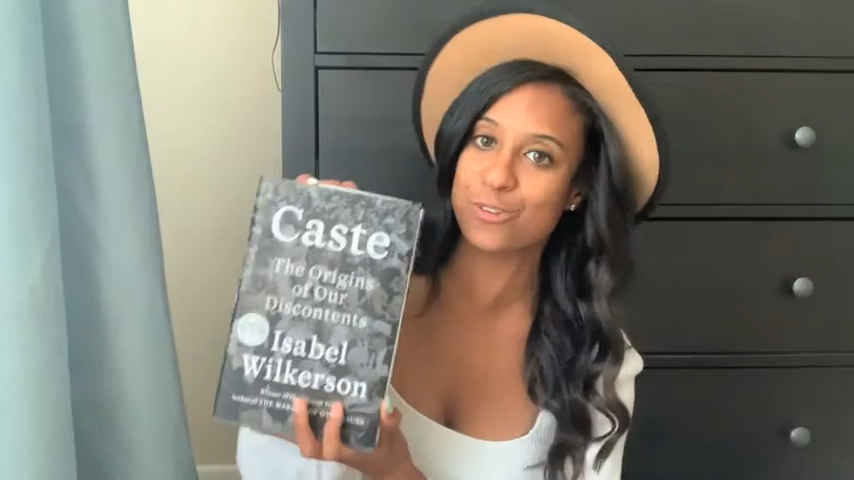 Caste
The Origins
of Our
Discontents
Isabel
Wilkerson